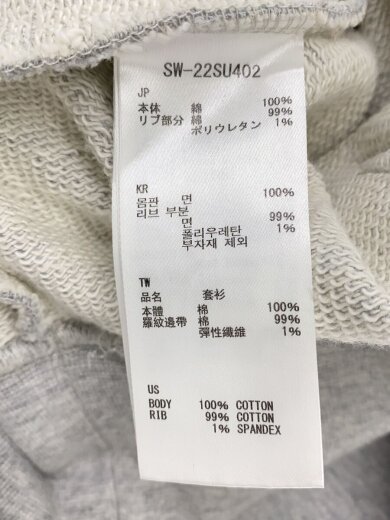 SW-22SU402
JP
本体 綿 100%
リブ部分 綿 99%
ポリウレタン 1%
KR
몸판 면 100%
리브 부분
면 99%
폴리우레탄 1%
부자재 제외
TW
品名 套衫
本體 棉 100%
羅紋邊帶 棉 99%
彈性纖維 1%
US
BODY 100% COTTON
RIB 99% COTTON
1% SPANDEX